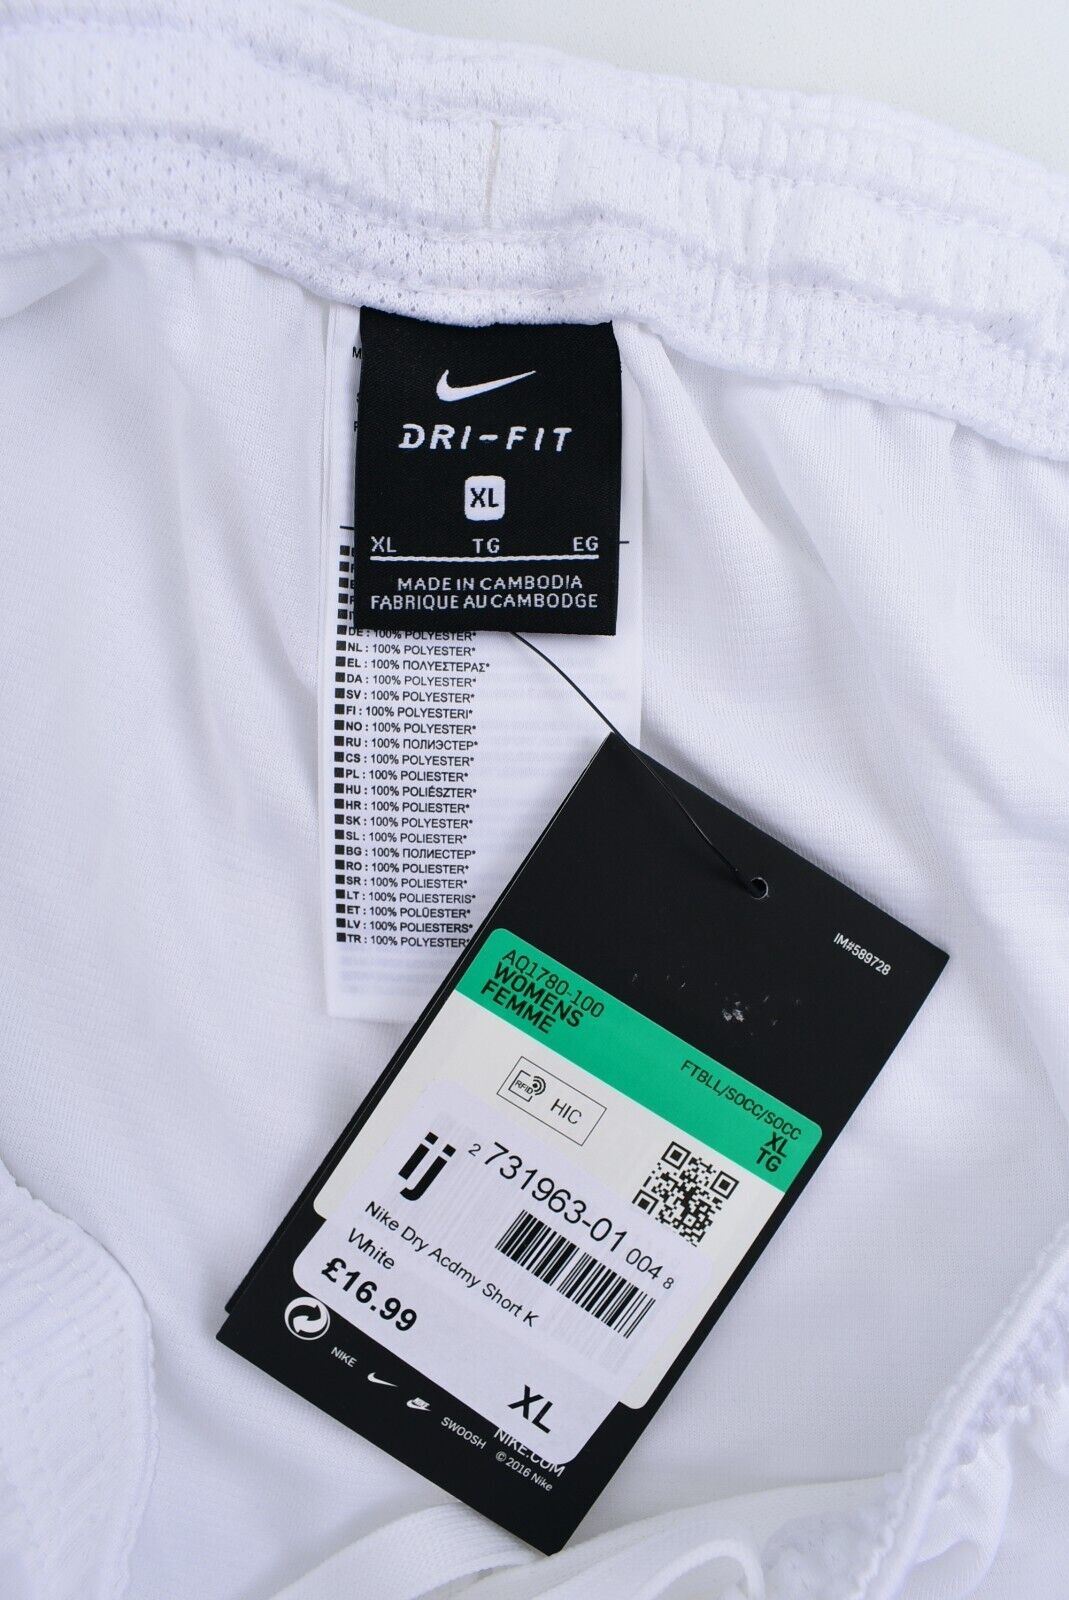 DRI-FIT
XL
XL TG EG
MADE IN CAMBODIA
FABRIQUE AU CAMBODGE
DE : 100% POLYESTER*
NL : 100% POLYESTER*
EL : 100% ΠΟΛΥΕΣΤΕΡΑΣ*
DA : 100% POLYESTER*
SV : 100% POLYESTER*
FI : 100% POLYESTERI*
NO : 100% POLYESTER*
RU : 100% ПОЛИЭСТЕР*
CS : 100% POLYESTER*
PL : 100% POLIESTER*
HU : 100% POLIÉSZTER*
HR : 100% POLIESTER*
SK : 100% POLYESTER*
SL : 100% POLIESTER*
BG : 100% ПОЛИЕСТЕР*
RO : 100% POLIESTER*
SR : 100% POLIESTER*
LT : 100% POLIESTERIS*
ET : 100% POLÜESTER*
LV : 100% POLIESTERS*
TR : 100% POLYESTER*
IM#589728
AQ1780-100
WOMENS
FEMME
FTBLL/SOCC/SOCC
XL
TG
RFID
HIC
ij
2 731963-01 004 8
Nike Dry Acdmy Short K
White
£16.99
XL
NIKE
SWOOSH
NIKE.COM
© 2016 Nike